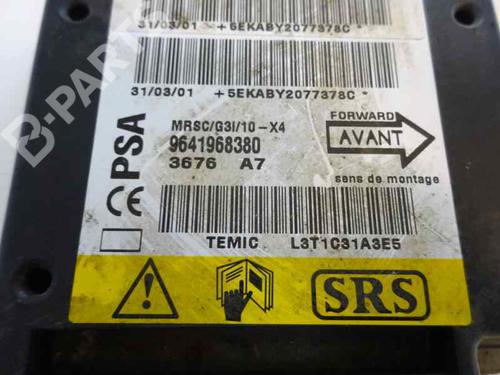 31/03/01 +5EKABY2077378C*
31/03/01 +5EKABY2077378C*
PSA
CE
MRSC/G3I/10-X4
9641968380
3676 A7
FORWARD
AVANT
sens de montage
TEMIC L3T1C31A3E5
SRS
B-PARTS